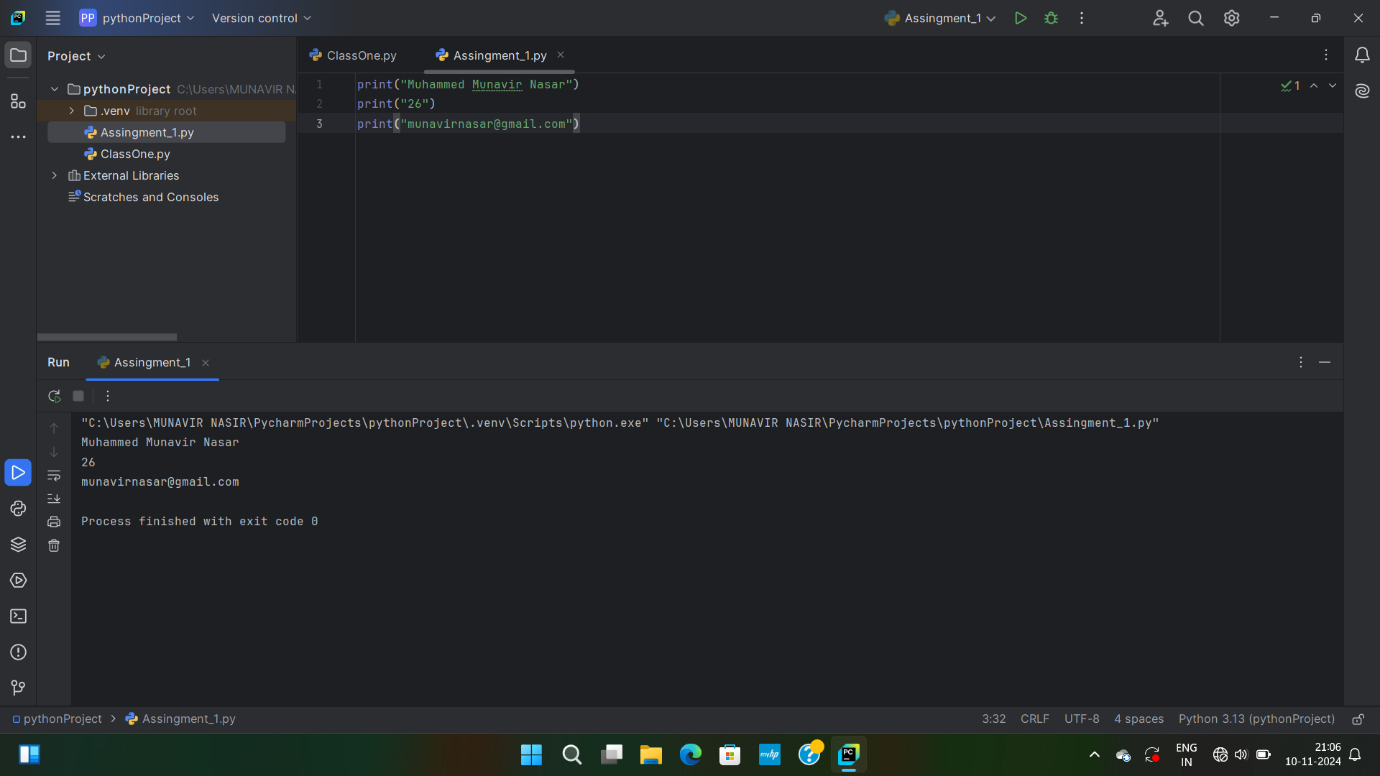 PP pythonProject Version control Assingment_1
Project
ClassOne.py Assingment_1.py
pythonProject C:\Users\MUNAVIR N
.venv library root
Assingment_1.py
ClassOne.py
External Libraries
Scratches and Consoles
1 print("Muhammed Munavir Nasar")
2 print("26")
3 print("munavirnasar@gmail.com")
1
Run Assingment_1
"C:\Users\MUNAVIR NASIR\PycharmProjects\pythonProject\.venv\Scripts\python.exe" "C:\Users\MUNAVIR NASIR\PycharmProjects\pythonProject\Assingment_1.py"
Muhammed Munavir Nasar
26
munavirnasar@gmail.com
Process finished with exit code 0
pythonProject Assingment_1.py 3:32 CRLF UTF-8 4 spaces Python 3.13 (pythonProject)
myhp
PC
ENG
IN
21:06
10-11-2024